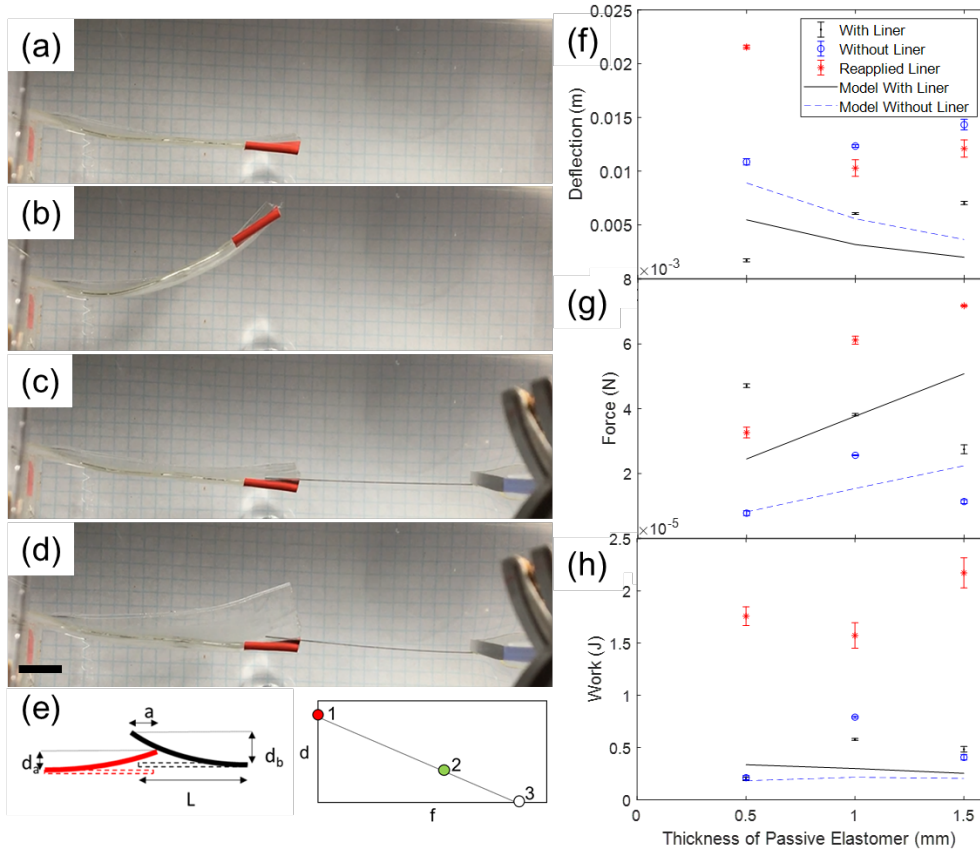 (a)
(b)
(c)
(d)
(e)
a
d_a
d_b
L
1
d
2
3
f
(f)
0.025
0.02
0.015
0.01
0.005
0
Deflection (m)
With Liner
Without Liner
Reapplied Liner
Model With Liner
Model Without Liner
(g)
×10⁻³
8
6
4
2
0
Force (N)
(h)
×10⁻⁵
2.5
2
1.5
1
0.5
0
Work (J)
0.5
1
1.5
Thickness of Passive Elastomer (mm)